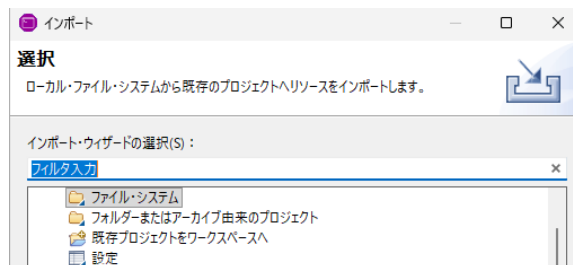 インポート
選択
ローカル・ファイル・システムから既存のプロジェクトへリソースをインポートします。
インポート・ウィザードの選択(S)：
フィルタ入力
ファイル・システム
フォルダーまたはアーカイブ由来のプロジェクト
既存プロジェクトをワークスペースへ
設定